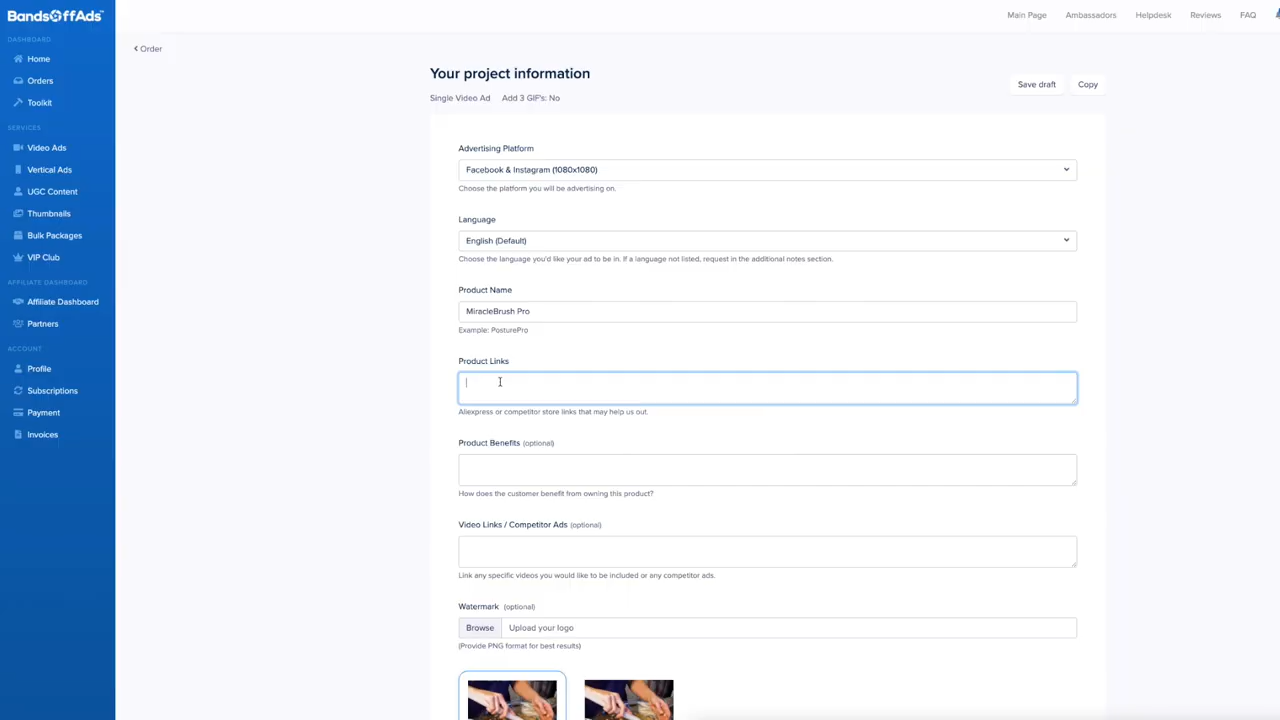 BandsOffAds
Main Page
Ambassadors
Helpdesk
Reviews
FAQ
DASHBOARD
Home
Orders
Toolkit
SERVICES
Video Ads
Vertical Ads
UGC Content
Thumbnails
Bulk Packages
VIP Club
AFFILIATE DASHBOARD
Affiliate Dashboard
Partners
ACCOUNT
Profile
Subscriptions
Payment
Invoices
Order
Your project information
Single Video Ad Add 3 GIF's: No
Save draft
Copy
Advertising Platform
Facebook & Instagram (1080x1080)
Choose the platform you will be advertising on.
Language
English (Default)
Choose the language you'd like your ad to be in. If a language not listed, request in the additional notes section.
Product Name
MiracleBrush Pro
Example: PosturePro
Product Links
Aliexpress or competitor store links that may help us out.
Product Benefits (optional)
How does the customer benefit from owning this product?
Video Links / Competitor Ads (optional)
Link any specific videos you would like to be included or any competitor ads.
Watermark (optional)
Browse Upload your logo
(Provide PNG format for best results)